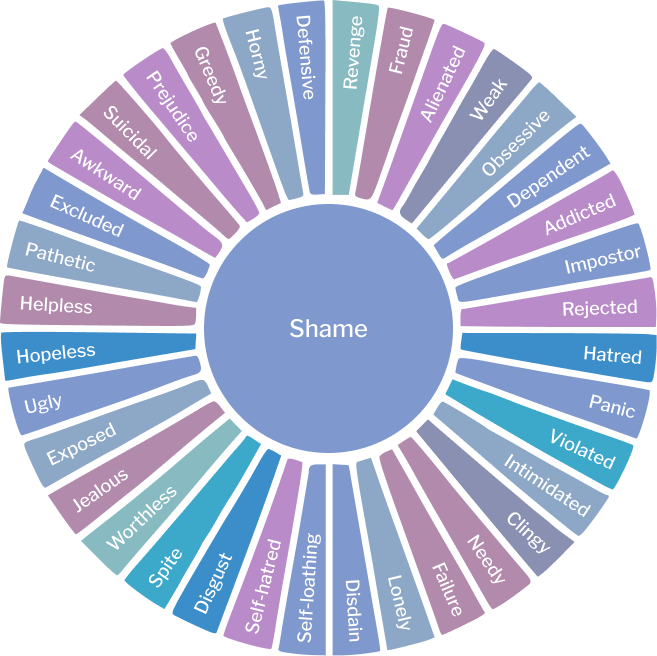 Shame
Revenge
Fraud
Alienated
Weak
Obsessive
Dependent
Addicted
Impostor
Rejected
Hatred
Panic
Violated
Intimidated
Clingy
Needy
Failure
Lonely
Disdain
Self-loathing
Self-hatred
Disgust
Spite
Worthless
Jealous
Exposed
Ugly
Hopeless
Helpless
Pathetic
Excluded
Awkward
Suicidal
Prejudice
Greedy
Horny
Defensive